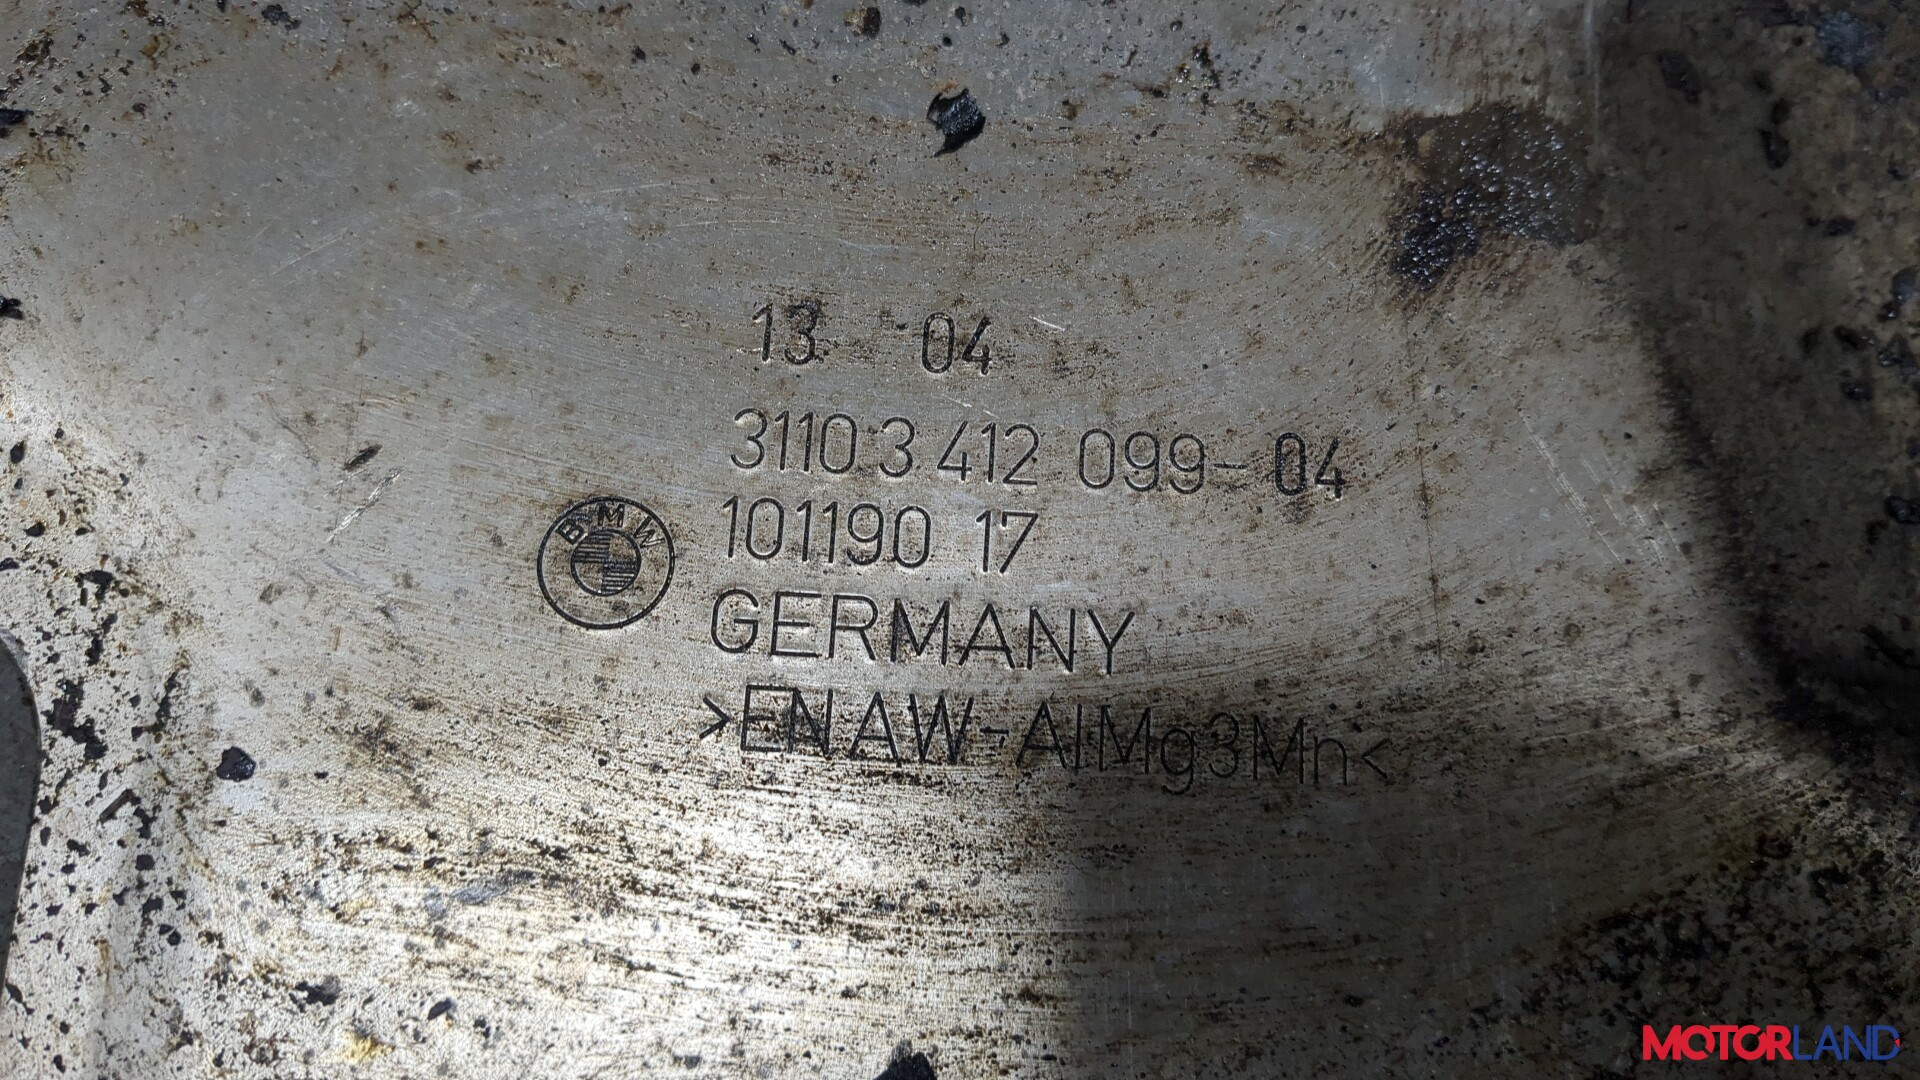 13 04
3110 3 412 099-04
BMW
101190 17
GERMANY
>EN AW-AlMg3Mn<
MOTORLAND